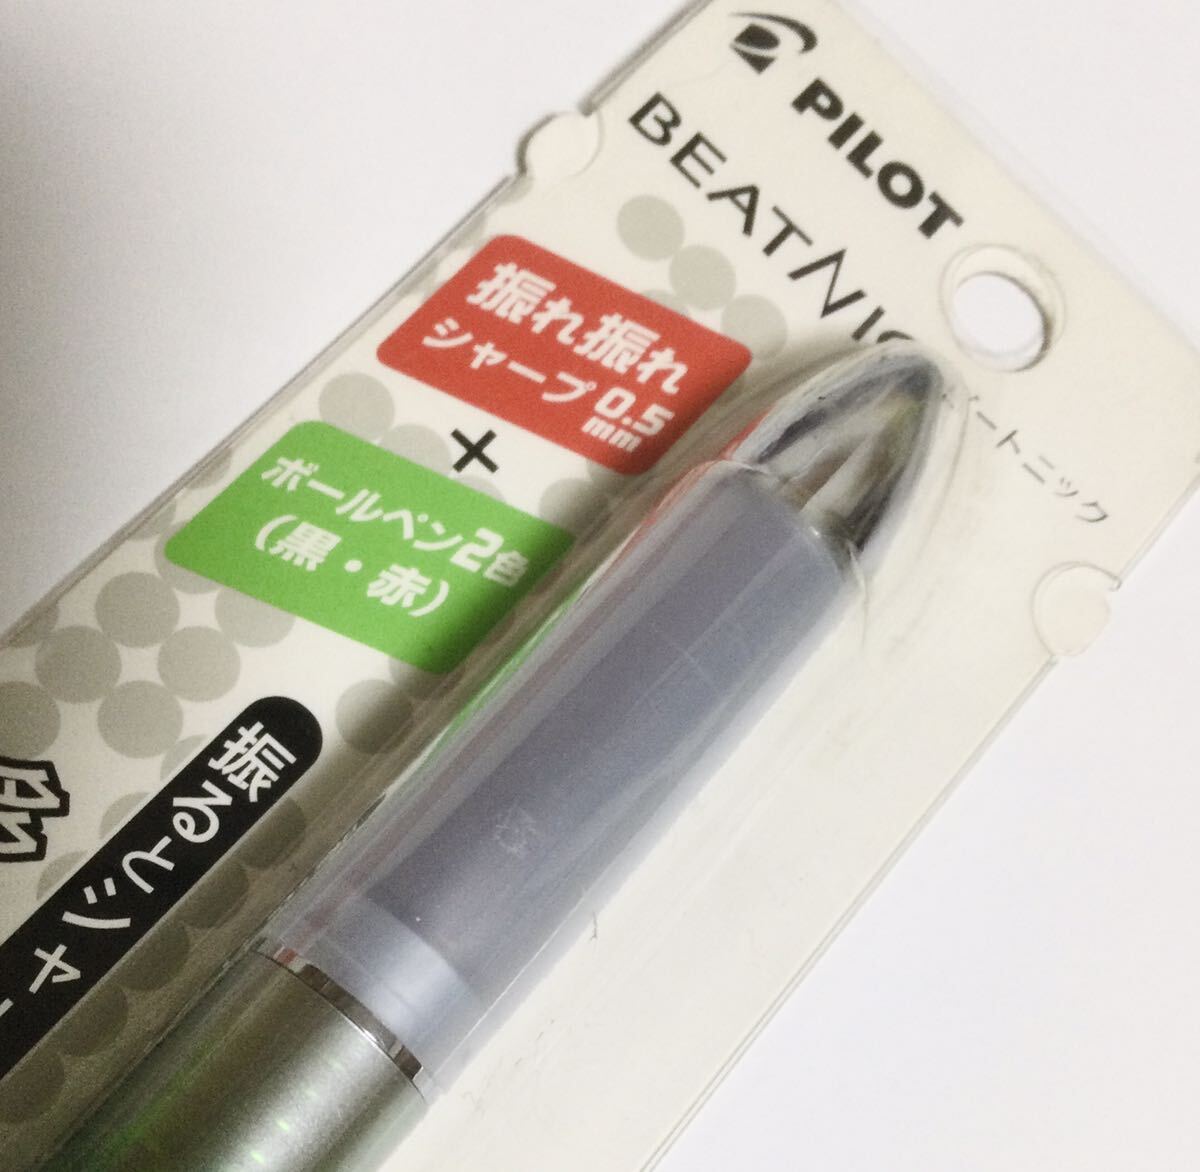 PILOT
BEATNIC
ビートニック
振れ振れ
シャープ0.5mm
+
ボールペン2色
(黒・赤)
振るとシャー